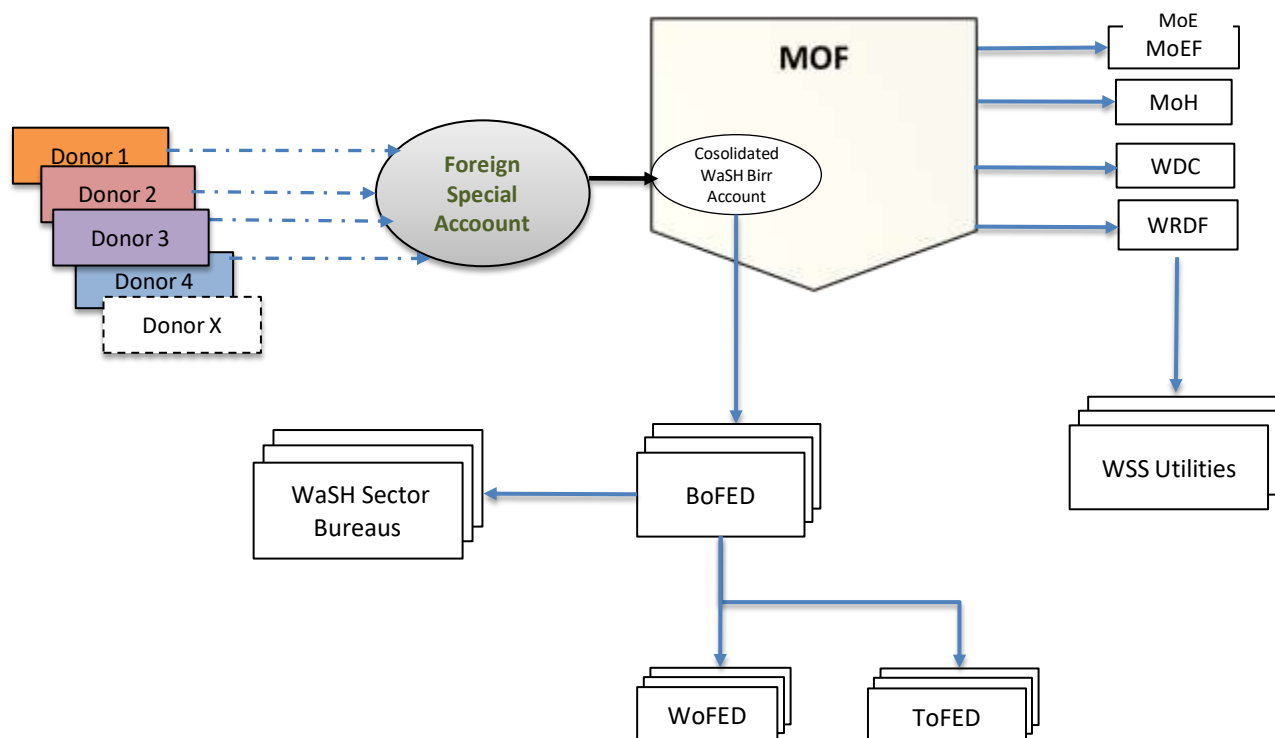 MoE
MoEF
MOF
MoH
Donor 1
Donor 2
Donor 3
Donor 4
Donor X
Foreign
Special
Accoount
Cosolidated
WaSH Birr
Account
WDC
WRDF
WaSH Sector
Bureaus
BoFED
WSS Utilities
WoFED
ToFED